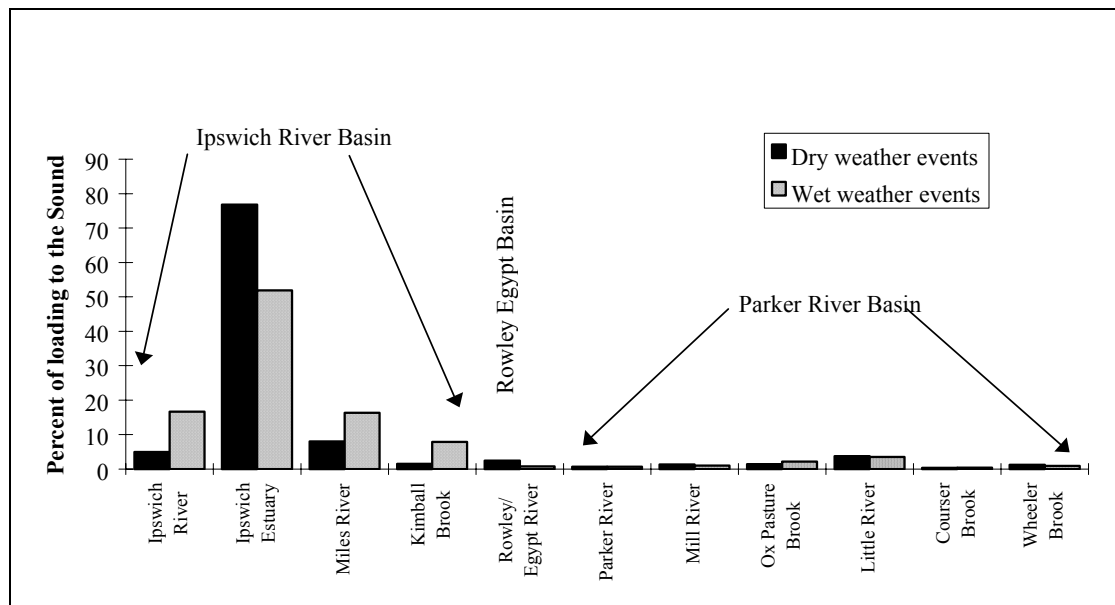 Ipswich River Basin
Dry weather events
Wet weather events
Percent of loading to the Sound
90
80
70
60
50
40
30
20
10
0
Rowley Egypt Basin
Parker River Basin
Ipswich
River
Ipswich
Estuary
Miles River
Kimball
Brook
Rowley/
Egypt River
Parker River
Mill River
Ox Pasture
Brook
Little River
Courser
Brook
Wheeler
Brook